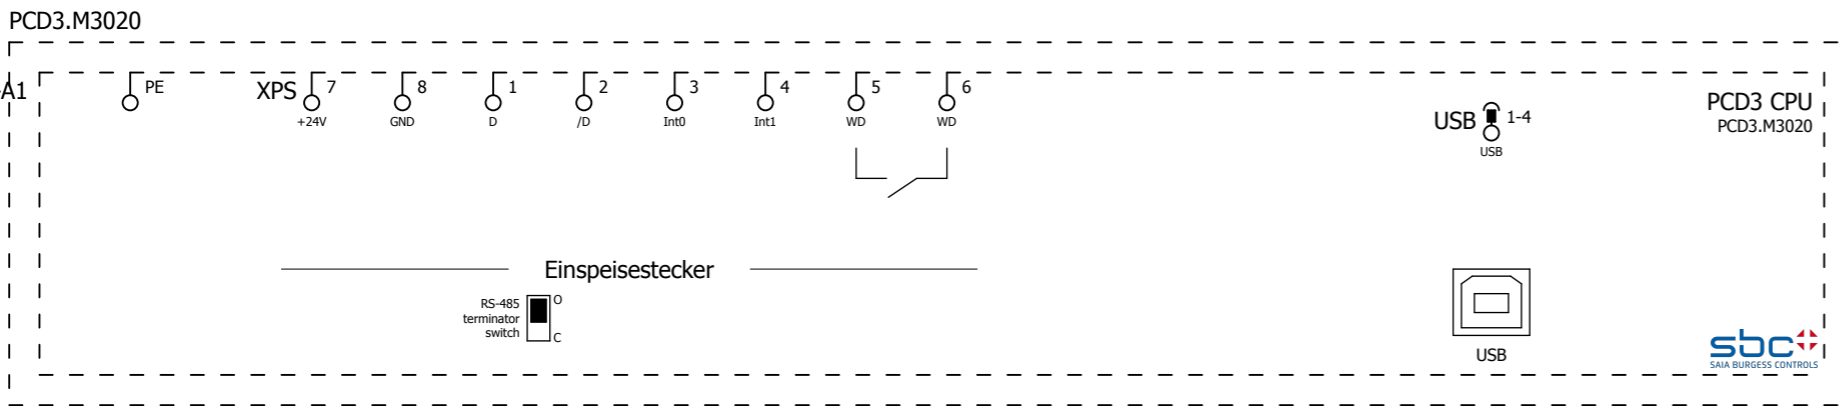 PCD3.M3020
A1
PE
XPS
7
8
1
2
3
4
5
6
+24V
GND
D
/D
Int0
Int1
WD
WD
USB
1-4
USB
PCD3 CPU
PCD3.M3020
Einspeisestecker
RS-485
terminator
switch
O
C
USB
sbc
SAIA BURGESS CONTROLS